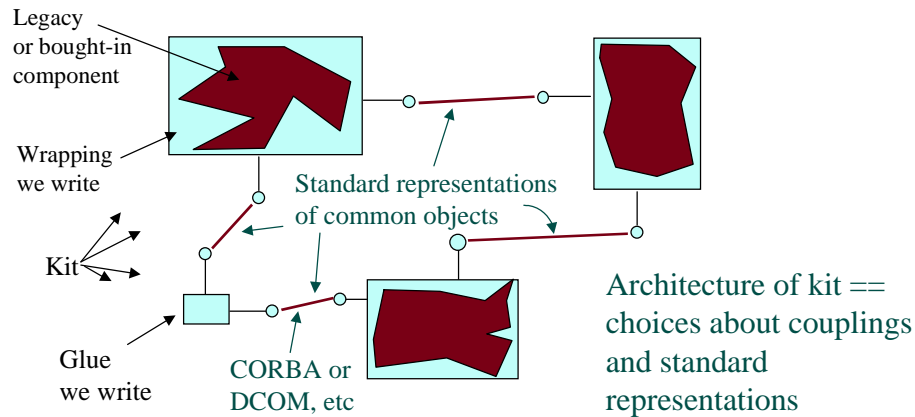 Legacy
or bought-in
component
Wrapping
we write
Standard representations
of common objects
Kit
Glue
we write
CORBA or
DCOM, etc
Architecture of kit ==
choices about couplings
and standard
representations